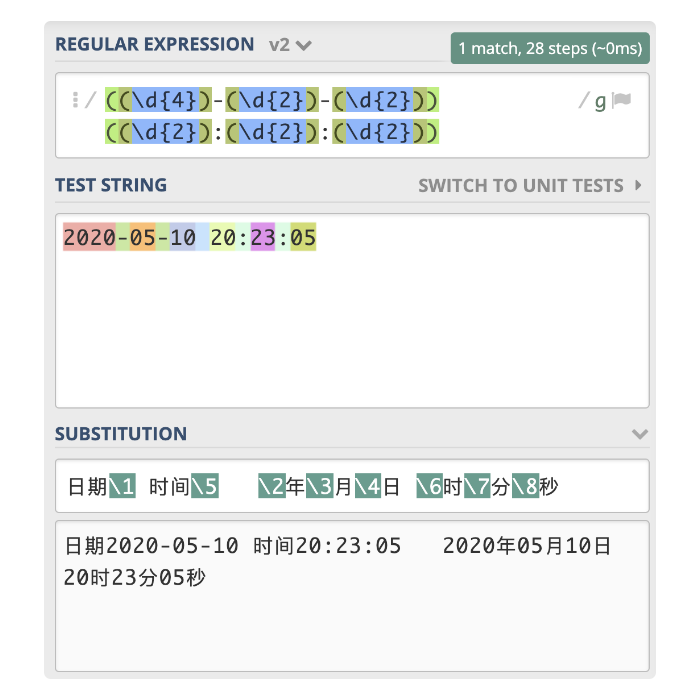 REGULAR EXPRESSION v2
1 match, 28 steps (~0ms)
/ ((\d{4})-(\d{2})-(\d{2})) / g
((\d{2}):(\d{2}):(\d{2}))
TEST STRING
SWITCH TO UNIT TESTS
2020-05-10 20:23:05
SUBSTITUTION
日期\1 时间\5 \2年\3月\4日 \6时\7分\8秒
日期2020-05-10 时间20:23:05 2020年05月10日
20时23分05秒